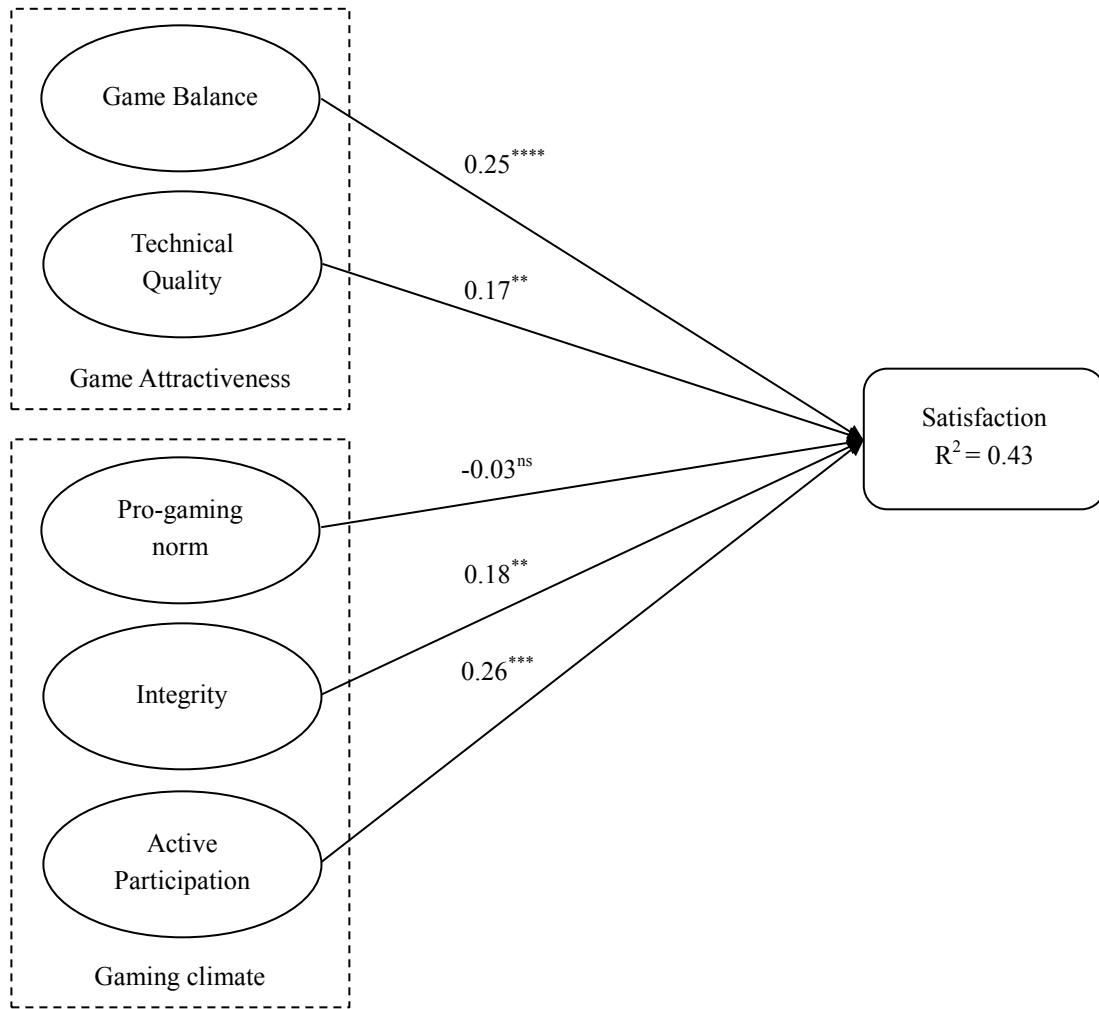 Game Balance
0.25****
Technical
Quality
0.17**
Game Attractiveness
Satisfaction
R² = 0.43
-0.03ns
Pro-gaming
norm
0.18**
Integrity
0.26***
Active
Participation
Gaming climate